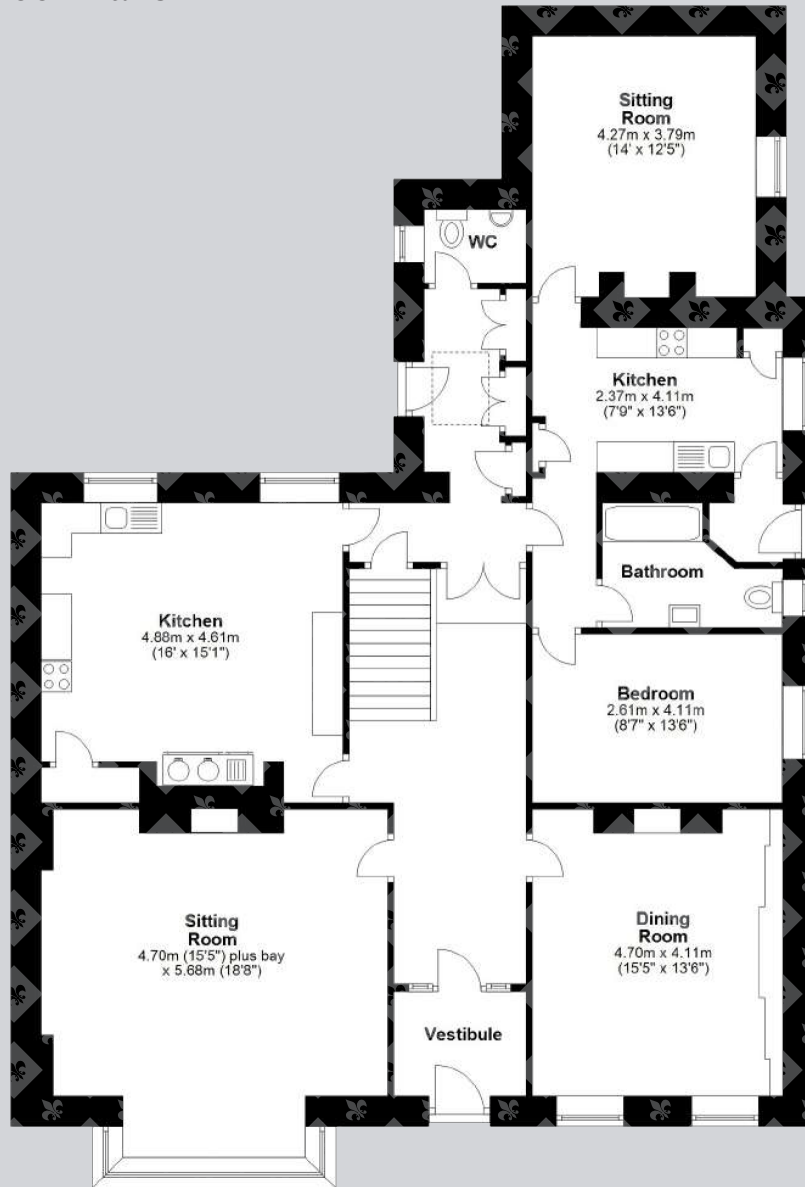 Sitting
Room
4.27m x 3.79m
(14' x 12'5")
WC
Kitchen
2.37m x 4.11m
(7'9" x 13'6")
Bathroom
Kitchen
4.88m x 4.61m
(16' x 15'1")
Bedroom
2.61m x 4.11m
(8'7" x 13'6")
Sitting
Room
4.70m (15'5") plus bay
x 5.68m (18'8")
Dining
Room
4.70m x 4.11m
(15'5" x 13'6")
Vestibule